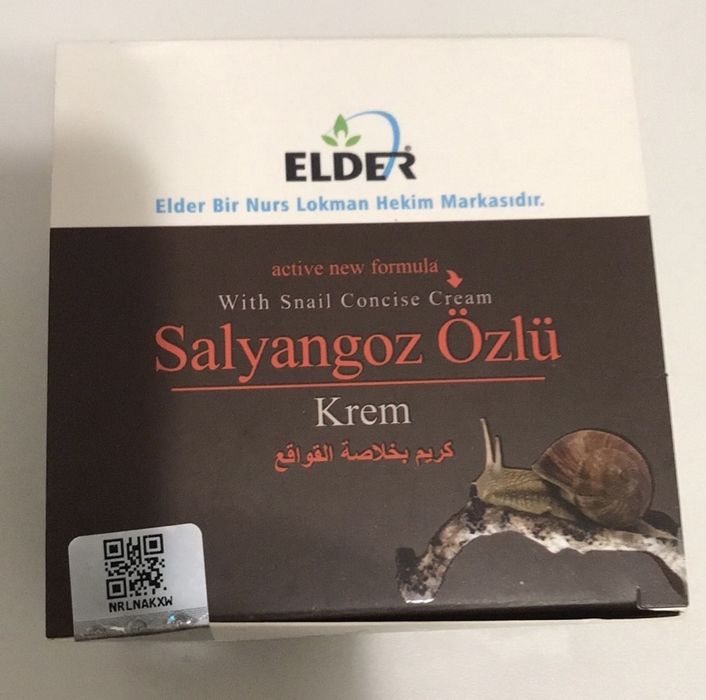 ELDER®
Elder Bir Nurs Lokman Hekim Markasıdır.
active new formula
With Snail Concise Cream
Salyangoz Özlü
Krem
كريم بخلاصة القواقع
NRLNAKXW